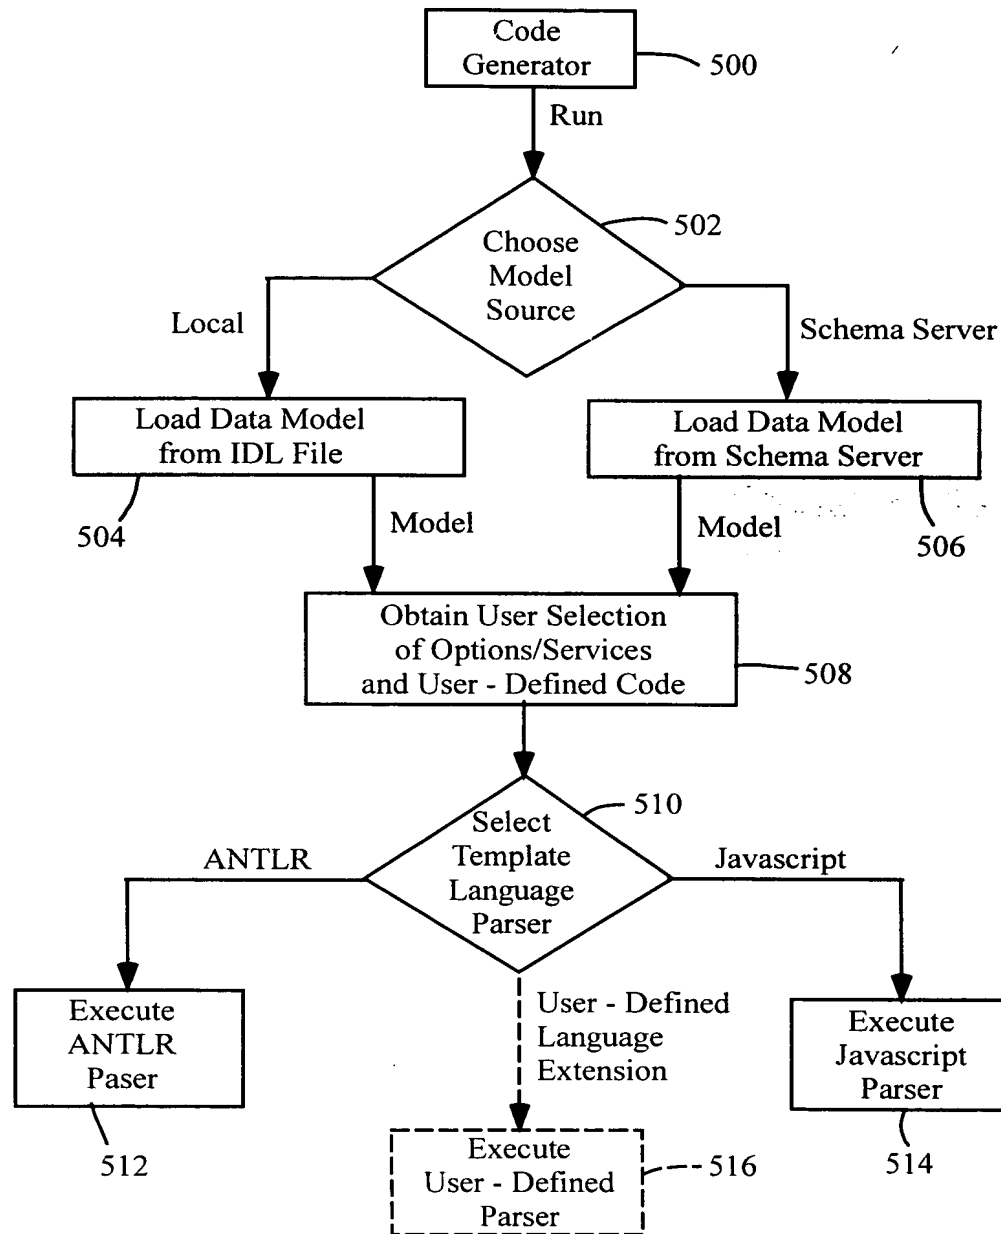 Code
Generator
500
Run
502
Choose
Model
Source
Local
Schema Server
Load Data Model
from IDL File
Load Data Model
from Schema Server
504
Model
Model
506
Obtain User Selection
of Options/Services
and User - Defined Code
508
510
Select
Template
Language
Parser
ANTLR
Javascript
User - Defined
Language
Extension
Execute
ANTLR
Paser
Execute
Javascript
Parser
512
514
Execute
User - Defined
Parser
516